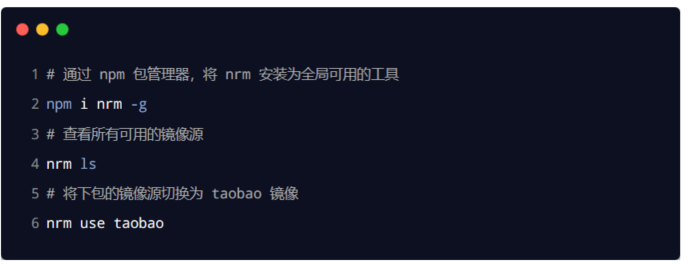 1 # 通过 npm 包管理器，将 nrm 安装为全局可用的工具
2 npm i nrm -g
3 # 查看所有可用的镜像源
4 nrm ls
5 # 将下包的镜像源切换为 taobao 镜像
6 nrm use taobao